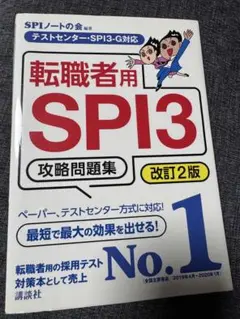 SPIノートの会 編著
テストセンター・SPI3-G対応
転職者用
SPI3
攻略問題集
改訂2版
ペーパー、テストセンター方式に対応!
最短で最大の効果を出せる!
転職者用の採用テスト
対策本として売上
No.1
講談社